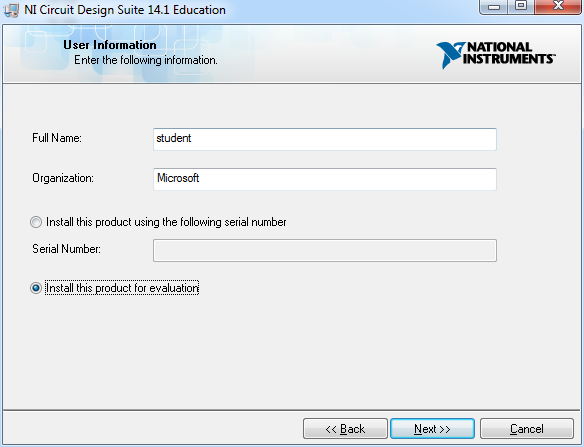 NI Circuit Design Suite 14.1 Education
User Information
Enter the following information.
NATIONAL
INSTRUMENTS™
Full Name:
student
Organization:
Microsoft
Install this product using the following serial number
Serial Number:
Install this product for evaluation
<< Back
Next >>
Cancel